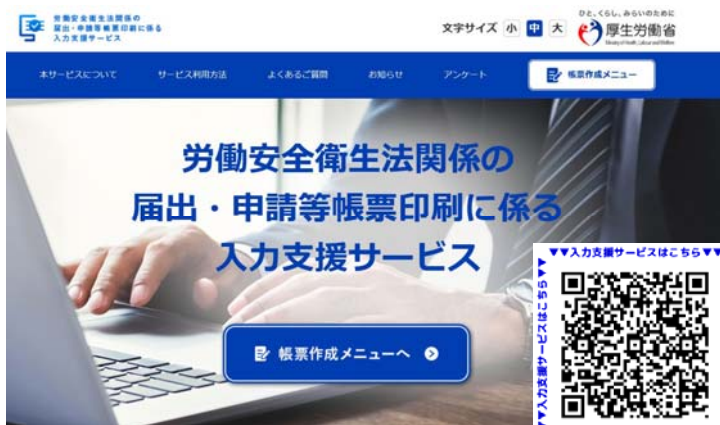 労働安全衛生法関係の
届出・申請等帳票印刷に係る
入力支援サービス
文字サイズ 小 中 大
ひと、くらし、みらいのために
厚生労働省
Ministry of Health, Labour and Welfare
本サービスについて サービス利用方法 よくあるご質問 お知らせ アンケート 帳票作成メニュー
労働安全衛生法関係の
届出・申請等帳票印刷に係る
入力支援サービス
帳票作成メニューへ
▼▼入力支援サービスはこちら▼▼
▼▼入力支援サービスはこちら▼▼